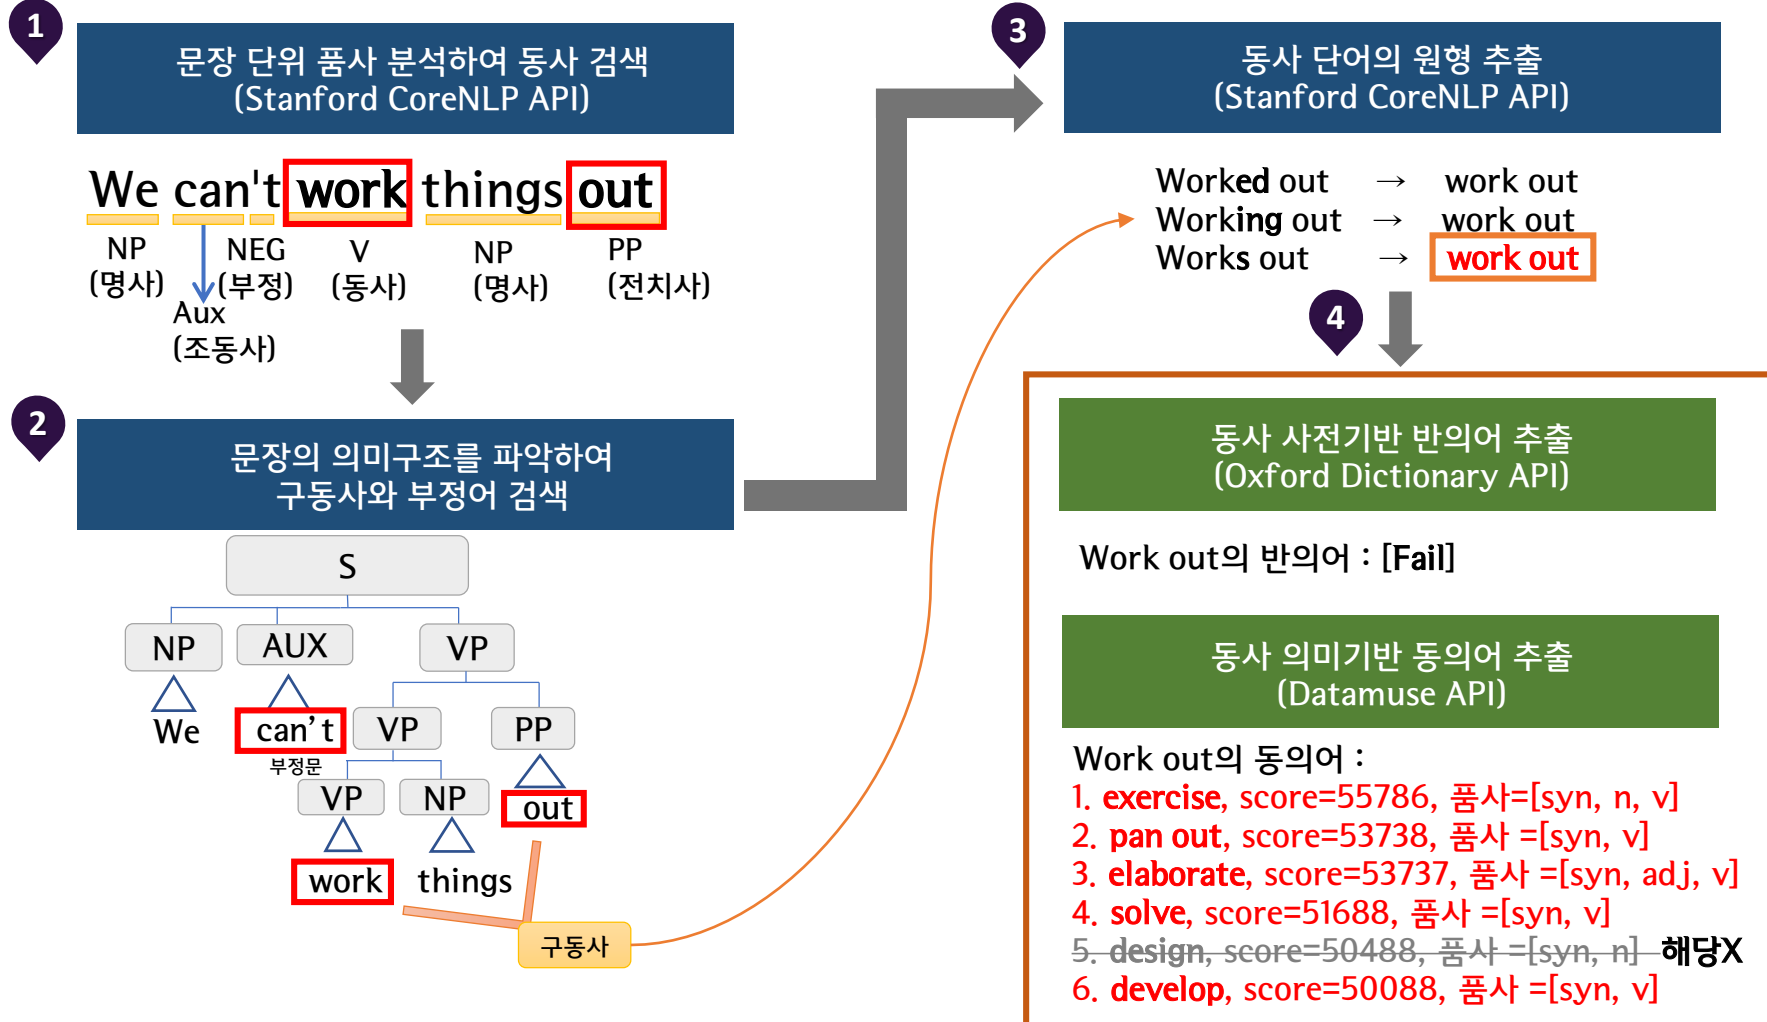 1
문장 단위 품사 분석하여 동사 검색
(Stanford CoreNLP API)
We can't work things out
NP
(명사)
Aux
(조동사)
NEG
(부정)
V
(동사)
NP
(명사)
PP
(전치사)
2
문장의 의미구조를 파악하여
구동사와 부정어 검색
S
NP AUX VP
We can't VP PP
부정문
VP NP out
work things
구동사
3
동사 단어의 원형 추출
(Stanford CoreNLP API)
Worked out → work out
Working out → work out
Works out → work out
4
동사 사전기반 반의어 추출
(Oxford Dictionary API)
Work out의 반의어 : [Fail]
동사 의미기반 동의어 추출
(Datamuse API)
Work out의 동의어 :
1. exercise, score=55786, 품사=[syn, n, v]
2. pan out, score=53738, 품사 =[syn, v]
3. elaborate, score=53737, 품사 =[syn, adj, v]
4. solve, score=51688, 품사 =[syn, v]
5. design, score=50488, 품사 =[syn, n] 해당X
6. develop, score=50088, 품사 =[syn, v]